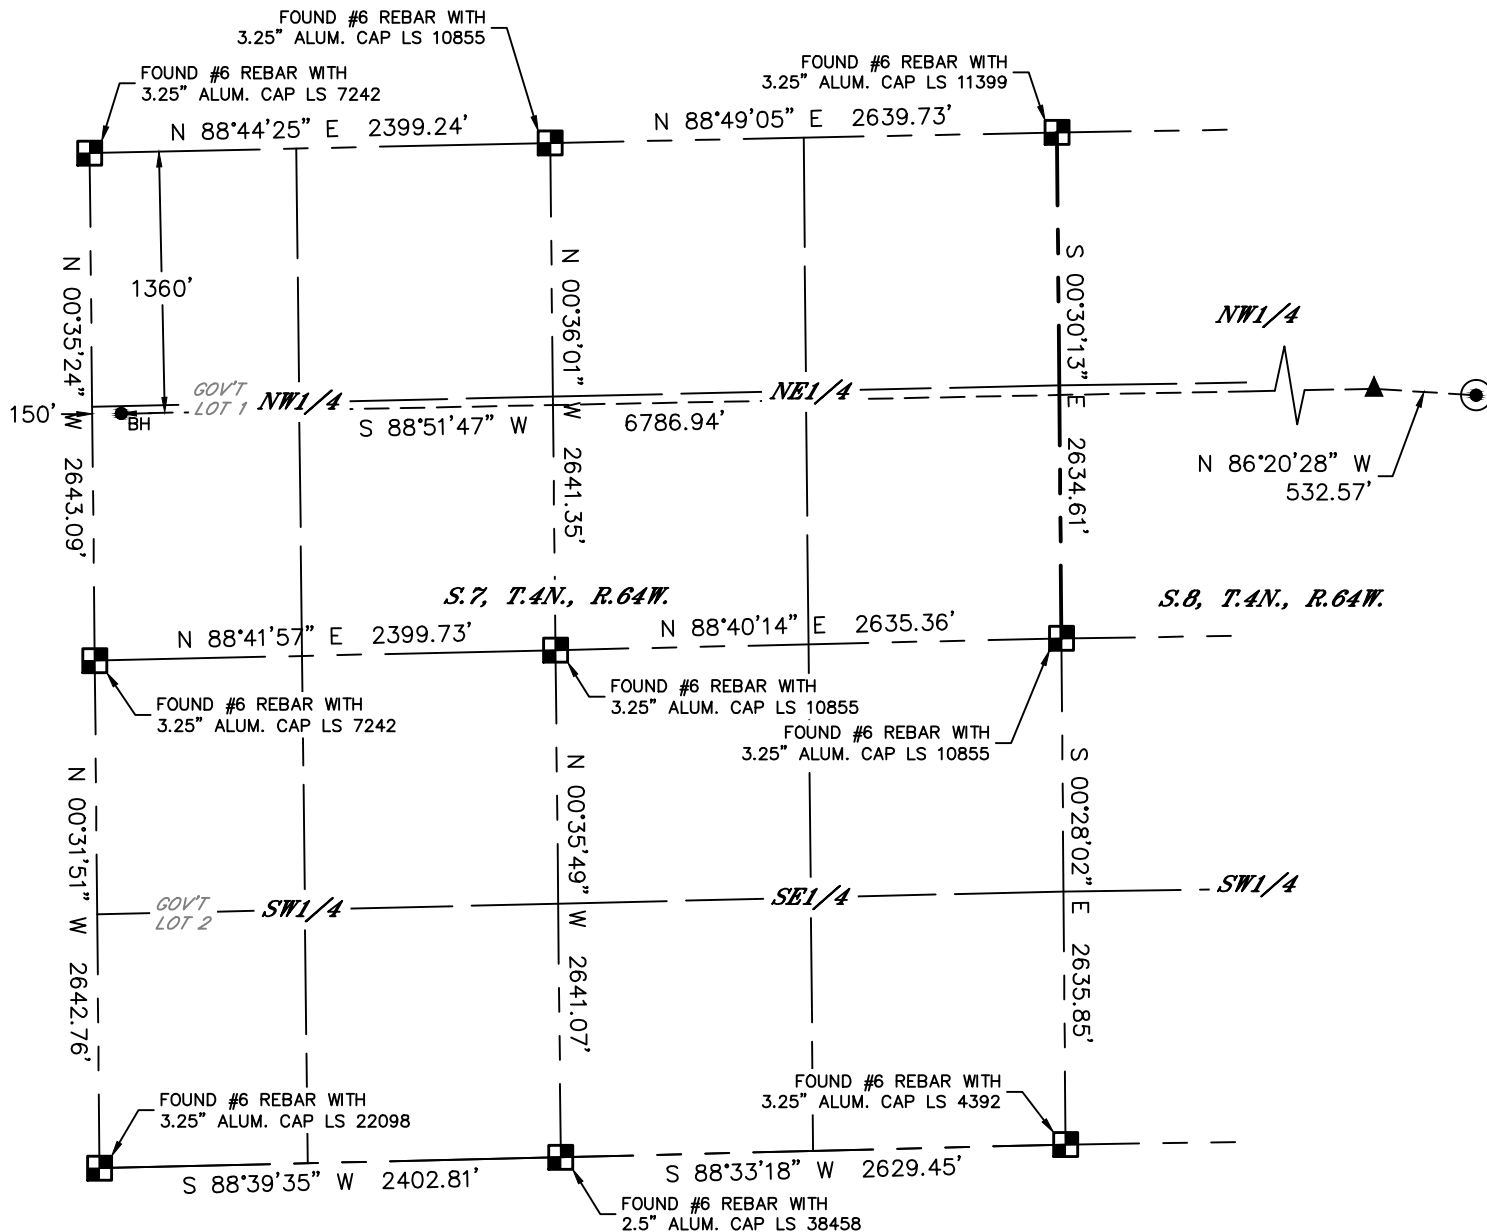 FOUND #6 REBAR WITH
3.25" ALUM. CAP LS 10855
FOUND #6 REBAR WITH
3.25" ALUM. CAP LS 7242
FOUND #6 REBAR WITH
3.25" ALUM. CAP LS 11399
N 88°44'25" E 2399.24'
N 88°49'05" E 2639.73'
1360'
N 00°35'24" W 2643.09'
N 00°36'01" W 2641.35'
S 00°30'13" E 2634.61'
NW1/4
GOV'T
LOT 1
NW1/4
NE1/4
150'
BH
S 88°51'47" W 6786.94'
N 86°20'28" W
532.57'
S.7, T.4N., R.64W.
S.8, T.4N., R.64W.
N 88°41'57" E 2399.73'
N 88°40'14" E 2635.36'
FOUND #6 REBAR WITH
3.25" ALUM. CAP LS 7242
FOUND #6 REBAR WITH
3.25" ALUM. CAP LS 10855
FOUND #6 REBAR WITH
3.25" ALUM. CAP LS 10855
N 00°31'51" W 2642.76'
N 00°35'49" W 2641.07'
S 00°28'02" E 2635.85'
GOV'T
LOT 2
SW1/4
SE1/4
SW1/4
FOUND #6 REBAR WITH
3.25" ALUM. CAP LS 22098
FOUND #6 REBAR WITH
3.25" ALUM. CAP LS 4392
S 88°39'35" W 2402.81'
S 88°33'18" W 2629.45'
FOUND #6 REBAR WITH
2.5" ALUM. CAP LS 38458